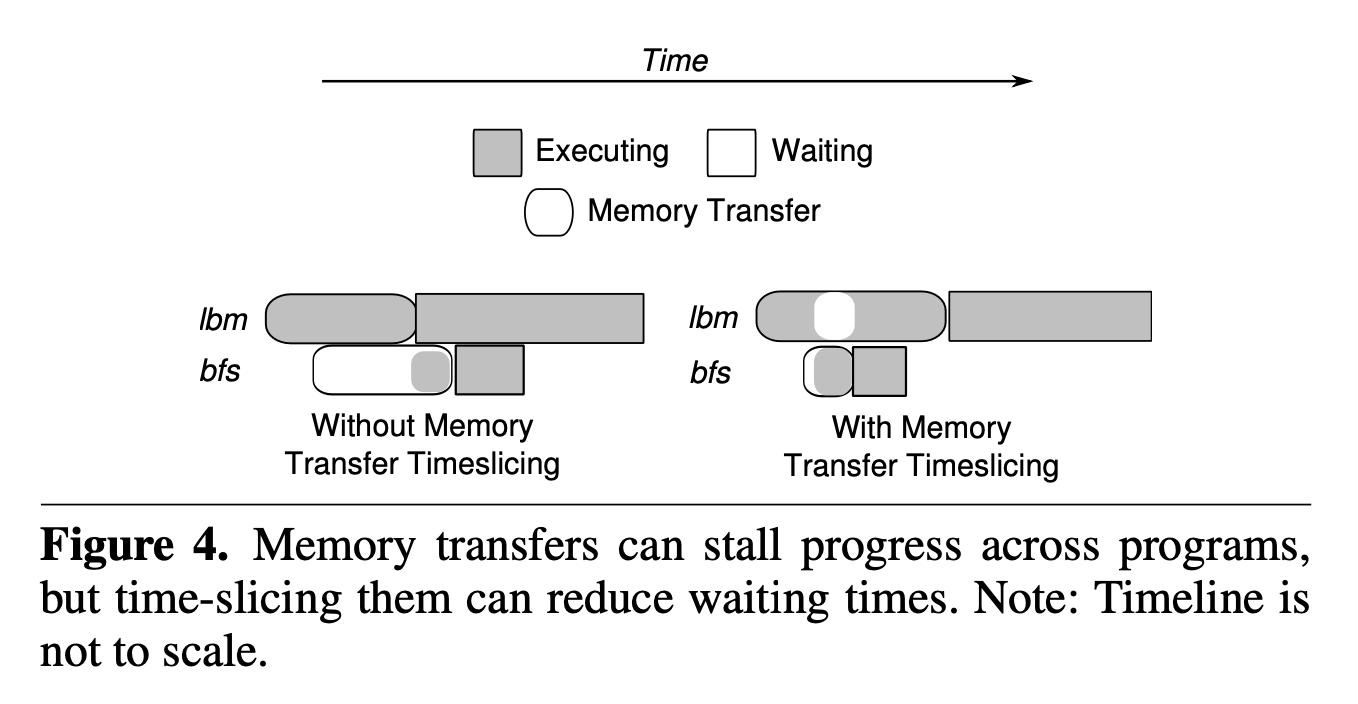 Time
Executing
Waiting
Memory Transfer
lbm
bfs
Without Memory
Transfer Timeslicing
lbm
bfs
With Memory
Transfer Timeslicing
Figure 4. Memory transfers can stall progress across programs,
but time-slicing them can reduce waiting times. Note: Timeline is
not to scale.